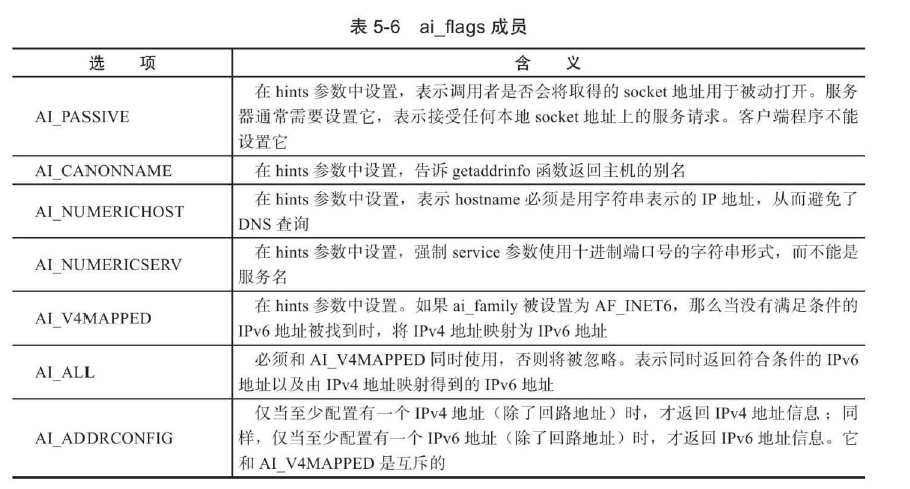 表 5-6 ai_flags 成员
选 项 含 义
AI_PASSIVE
在 hints 参数中设置，表示调用者是否会将取得的 socket 地址用于被动打开。服务
器通常需要设置它，表示接受任何本地 socket 地址上的服务请求。客户端程序不能
设置它
AI_CANONNAME
在 hints 参数中设置，告诉 getaddrinfo 函数返回主机的别名
AI_NUMERICHOST
在 hints 参数中设置，表示 hostname 必须是用字符串表示的 IP 地址，从而避免了
DNS 查询
AI_NUMERICSERV
在 hints 参数中设置，强制 service 参数使用十进制端口号的字符串形式，而不能是
服务名
AI_V4MAPPED
在 hints 参数中设置。如果 ai_family 被设置为 AF_INET6，那么当没有满足条件的
IPv6 地址被找到时，将 IPv4 地址映射为 IPv6 地址
AI_ALL
必须和 AI_V4MAPPED 同时使用，否则将被忽略。表示同时返回符合条件的 IPv6
地址以及由 IPv4 地址映射得到的 IPv6 地址
AI_ADDRCONFIG
仅当至少配置有一个 IPv4 地址（除了回路地址）时，才返回 IPv4 地址信息；同
样，仅当至少配置有一个 IPv6 地址（除了回路地址）时，才返回 IPv6 地址信息。它
和 AI_V4MAPPED 是互斥的